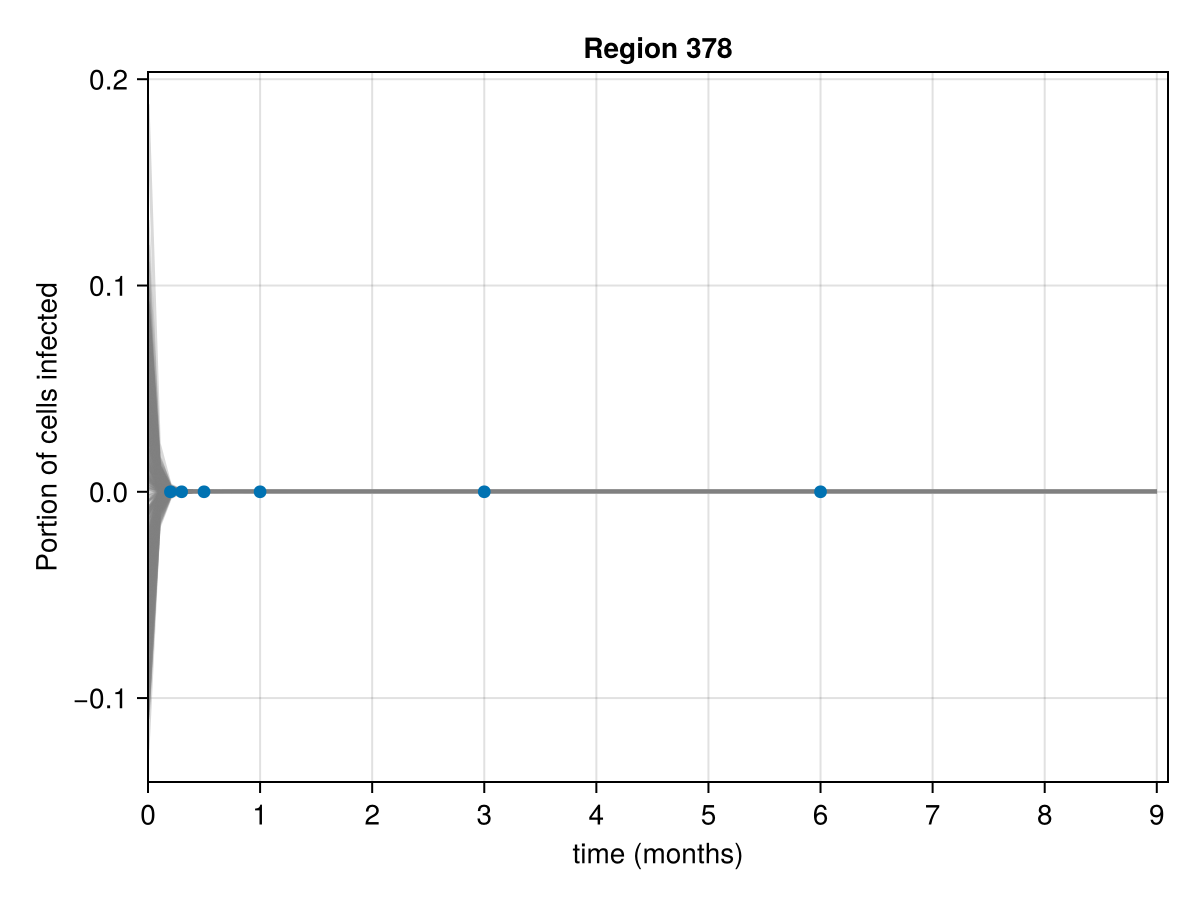 Region 378
0.2
0.1
0.0
−0.1
Portion of cells infected
0 1 2 3 4 5 6 7 8 9
time (months)